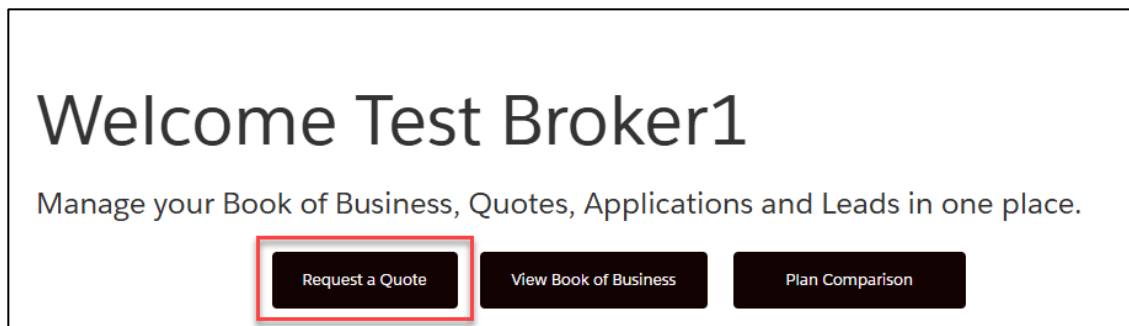 Welcome Test Broker1
Manage your Book of Business, Quotes, Applications and Leads in one place.
Request a Quote View Book of Business Plan Comparison